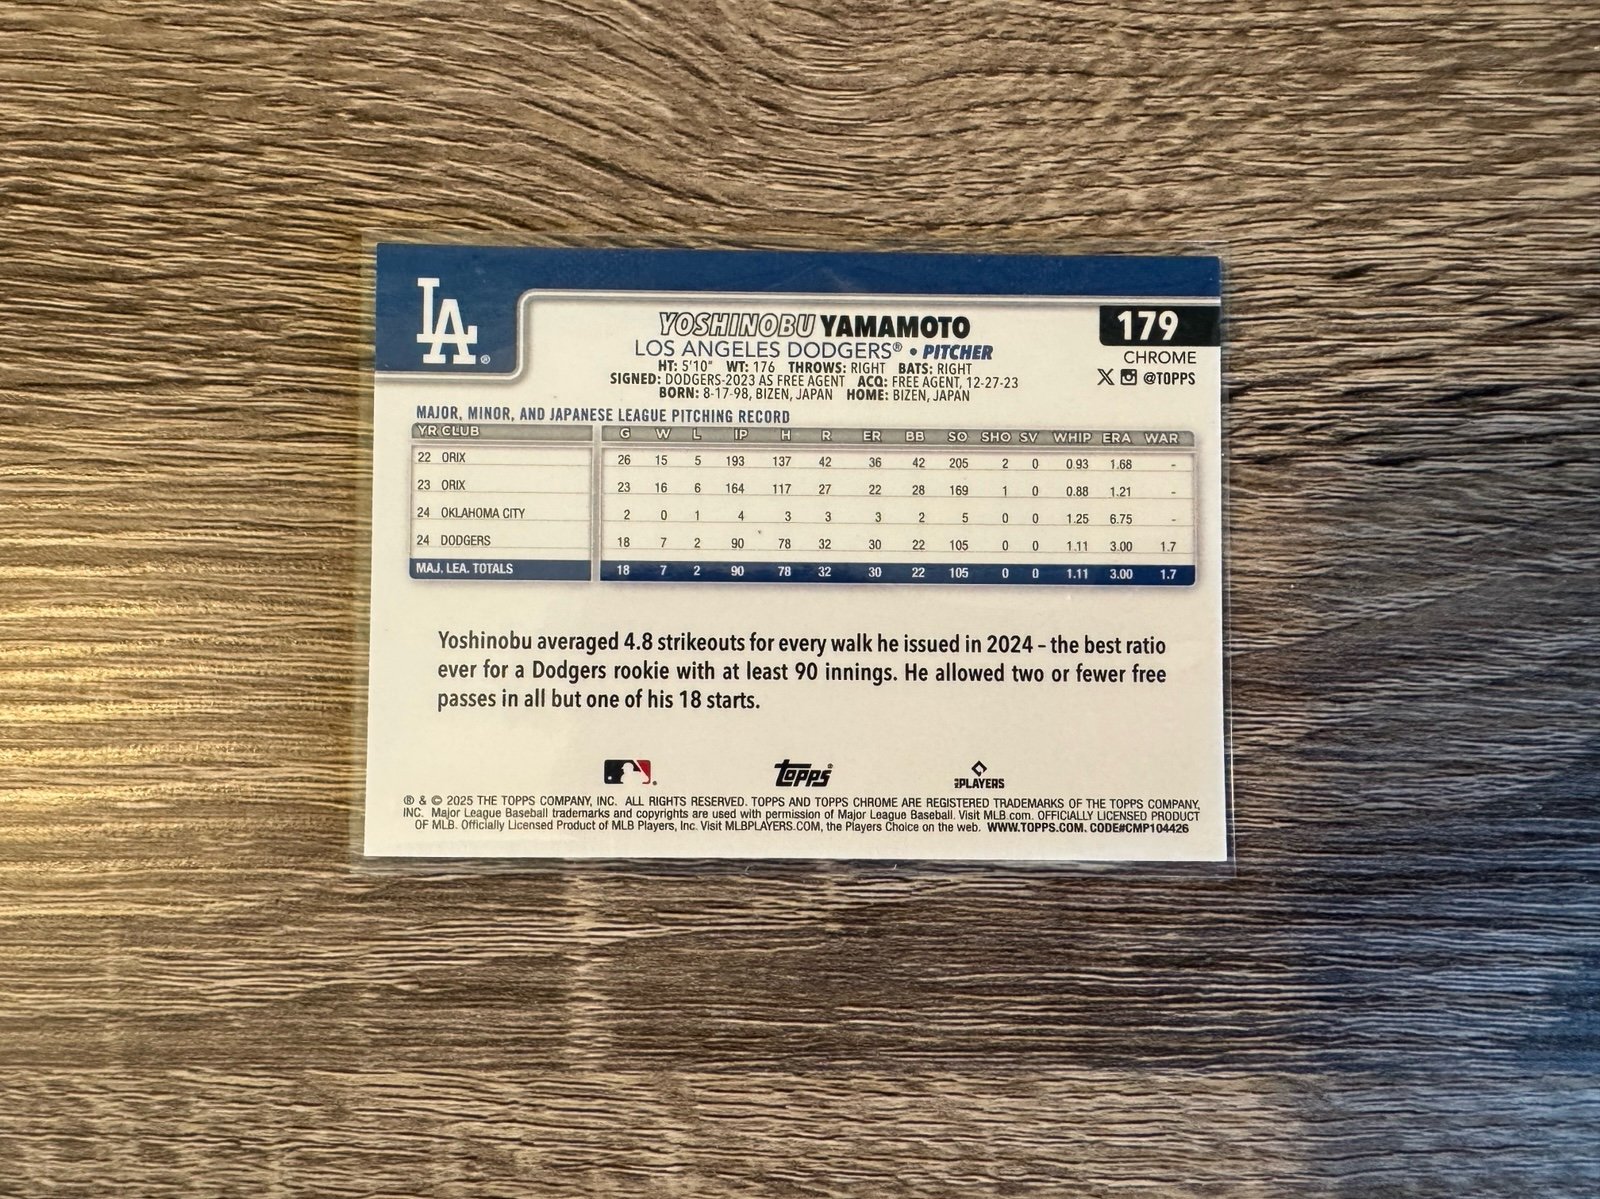 LA®
YOSHINOBU YAMAMOTO
LOS ANGELES DODGERS® • PITCHER
179
CHROME
X @TOPPS
HT: 5'10" WT: 176 THROWS: RIGHT BATS: RIGHT
SIGNED: DODGERS-2023 AS FREE AGENT ACQ: FREE AGENT, 12-27-23
BORN: 8-17-98, BIZEN, JAPAN HOME: BIZEN, JAPAN
MAJOR, MINOR, AND JAPANESE LEAGUE PITCHING RECORD
YR CLUB G W L IP H R ER BB SO SHO SV WHIP ERA WAR
22 ORIX 26 15 5 193 137 42 36 42 205 2 0 0.93 1.68 -
23 ORIX 23 16 6 164 117 27 22 28 169 1 0 0.88 1.21 -
24 OKLAHOMA CITY 2 0 1 4 3 3 3 2 5 0 0 1.25 6.75 -
24 DODGERS 18 7 2 90 78 32 30 22 105 0 0 1.11 3.00 1.7
MAJ. LEA. TOTALS 18 7 2 90 78 32 30 22 105 0 0 1.11 3.00 1.7
Yoshinobu averaged 4.8 strikeouts for every walk he issued in 2024 – the best ratio
ever for a Dodgers rookie with at least 90 innings. He allowed two or fewer free
passes in all but one of his 18 starts.
Topps® MLB PLAYERS
® & © 2025 THE TOPPS COMPANY, INC. ALL RIGHTS RESERVED. TOPPS AND TOPPS CHROME ARE REGISTERED TRADEMARKS OF THE TOPPS COMPANY,
INC. Major League Baseball trademarks and copyrights are used with permission of Major League Baseball. Visit MLB.com. OFFICIALLY LICENSED PRODUCT
OF MLB. Officially Licensed Product of MLB Players, Inc. Visit MLBPLAYERS.COM, the Players Choice on the web. WWW.TOPPS.COM. CODE#CMP104426